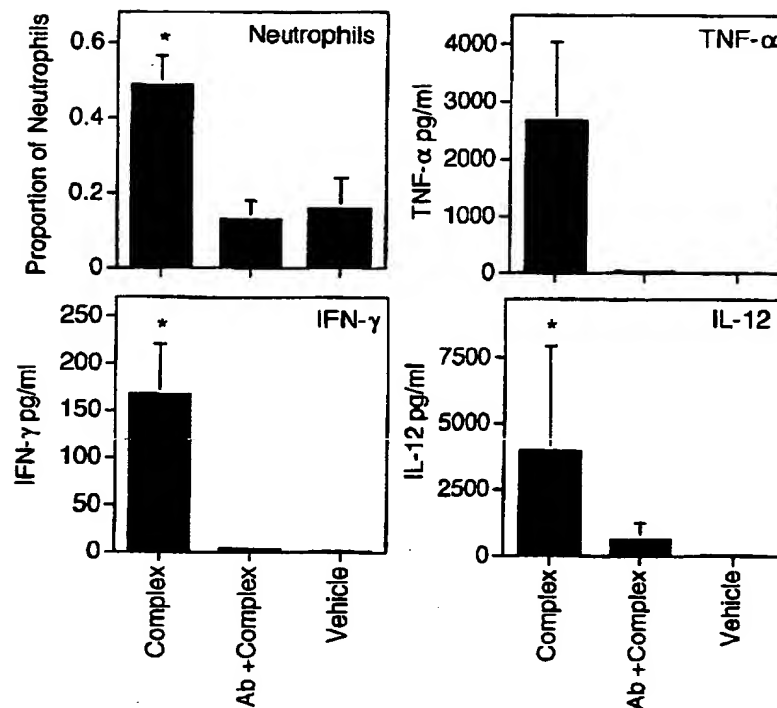 Neutrophils
*
Proportion of Neutrophils
0.6
0.4
0.2
0
TNF-α
TNF-α pg/ml
4000
3000
2000
1000
0
IFN-γ
*
IFN-γ pg/ml
250
200
150
100
50
0
Complex
Ab +Complex
Vehicle
IL-12
*
IL-12 pg/ml
7500
5000
2500
0
Complex
Ab +Complex
Vehicle